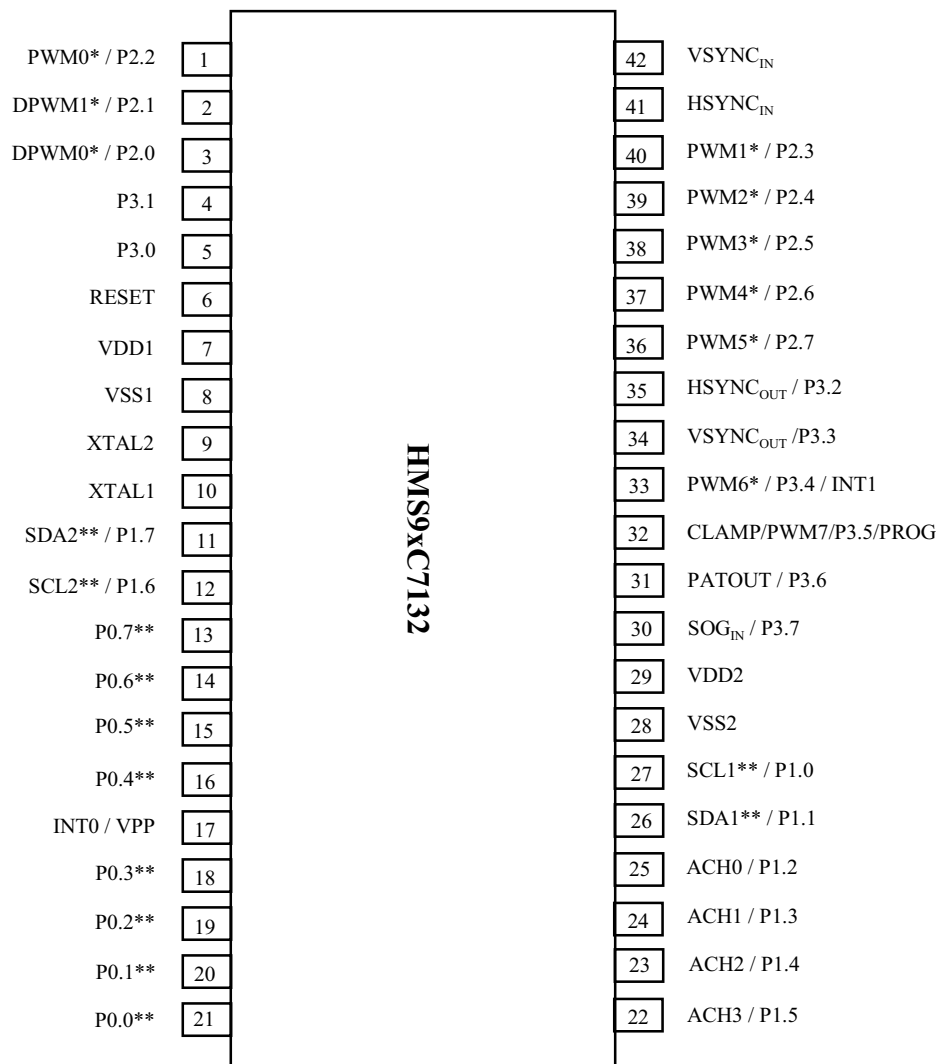 PWM0* / P2.2 1
DPWM1* / P2.1 2
DPWM0* / P2.0 3
P3.1 4
P3.0 5
RESET 6
VDD1 7
VSS1 8
XTAL2 9
XTAL1 10
SDA2** / P1.7 11
SCL2** / P1.6 12
P0.7** 13
P0.6** 14
P0.5** 15
P0.4** 16
INT0 / VPP 17
P0.3** 18
P0.2** 19
P0.1** 20
P0.0** 21
HMS9xC7132
42 VSYNCIN
41 HSYNCIN
40 PWM1* / P2.3
39 PWM2* / P2.4
38 PWM3* / P2.5
37 PWM4* / P2.6
36 PWM5* / P2.7
35 HSYNCOUT / P3.2
34 VSYNCOUT /P3.3
33 PWM6* / P3.4 / INT1
32 CLAMP/PWM7/P3.5/PROG
31 PATOUT / P3.6
30 SOGIN / P3.7
29 VDD2
28 VSS2
27 SCL1** / P1.0
26 SDA1** / P1.1
25 ACH0 / P1.2
24 ACH1 / P1.3
23 ACH2 / P1.4
22 ACH3 / P1.5